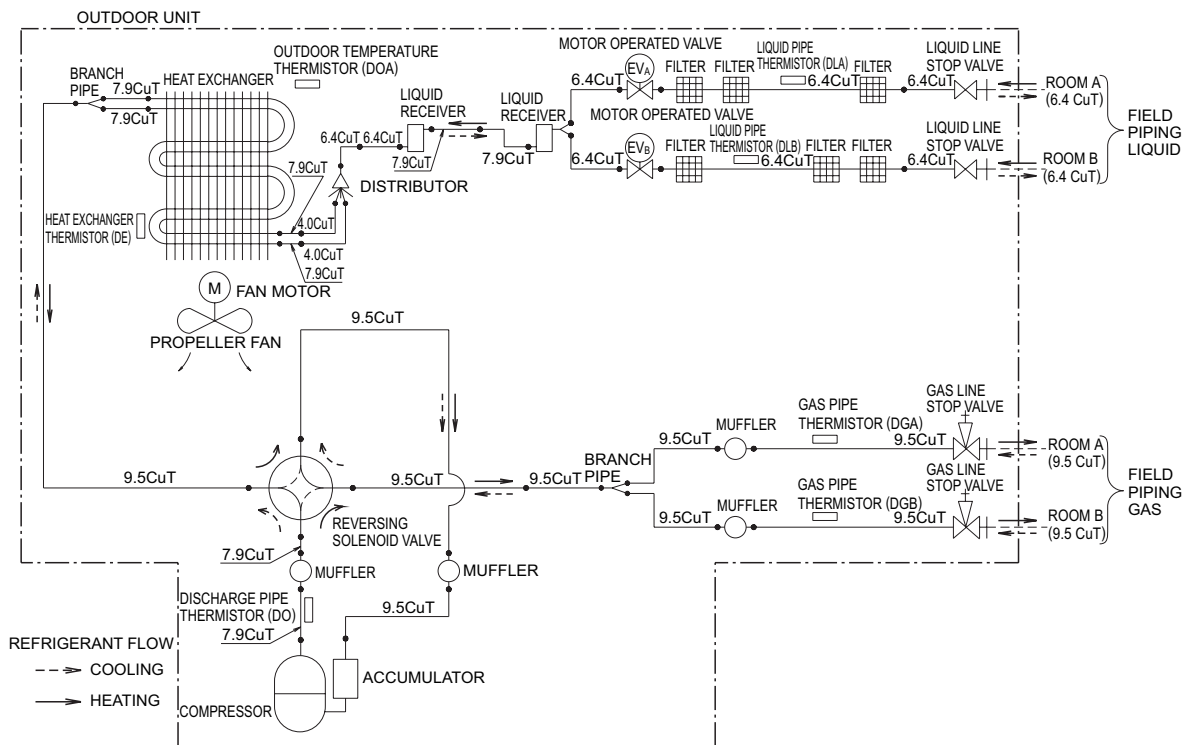 OUTDOOR UNIT
OUTDOOR TEMPERATURE
THERMISTOR (DOA)
BRANCH
PIPE
HEAT EXCHANGER
7.9CuT
7.9CuT
LIQUID
RECEIVER
LIQUID
RECEIVER
6.4CuT
6.4CuT
7.9CuT
7.9CuT
DISTRIBUTOR
7.9CuT
HEAT EXCHANGER
THERMISTOR (DE)
4.0CuT
4.0CuT
7.9CuT
M
FAN MOTOR
PROPELLER FAN
MOTOR OPERATED VALVE
EVA
6.4CuT
FILTER
FILTER
LIQUID PIPE
THERMISTOR (DLA)
6.4CuT
FILTER
6.4CuT
LIQUID LINE
STOP VALVE
ROOM A
(6.4 CuT)
MOTOR OPERATED VALVE
EVB
6.4CuT
FILTER
LIQUID PIPE
THERMISTOR (DLB)
6.4CuT
FILTER
FILTER
6.4CuT
LIQUID LINE
STOP VALVE
ROOM B
(6.4 CuT)
FIELD
PIPING
LIQUID
9.5CuT
9.5CuT
9.5CuT
9.5CuT
BRANCH
PIPE
REVERSING
SOLENOID VALVE
9.5CuT
MUFFLER
GAS PIPE
THERMISTOR (DGA)
9.5CuT
GAS LINE
STOP VALVE
ROOM A
(9.5 CuT)
9.5CuT
MUFFLER
GAS PIPE
THERMISTOR (DGB)
9.5CuT
GAS LINE
STOP VALVE
ROOM B
(9.5 CuT)
FIELD
PIPING
GAS
7.9CuT
MUFFLER
MUFFLER
DISCHARGE PIPE
THERMISTOR (DO)
7.9CuT
9.5CuT
ACCUMULATOR
COMPRESSOR
REFRIGERANT FLOW
COOLING
HEATING